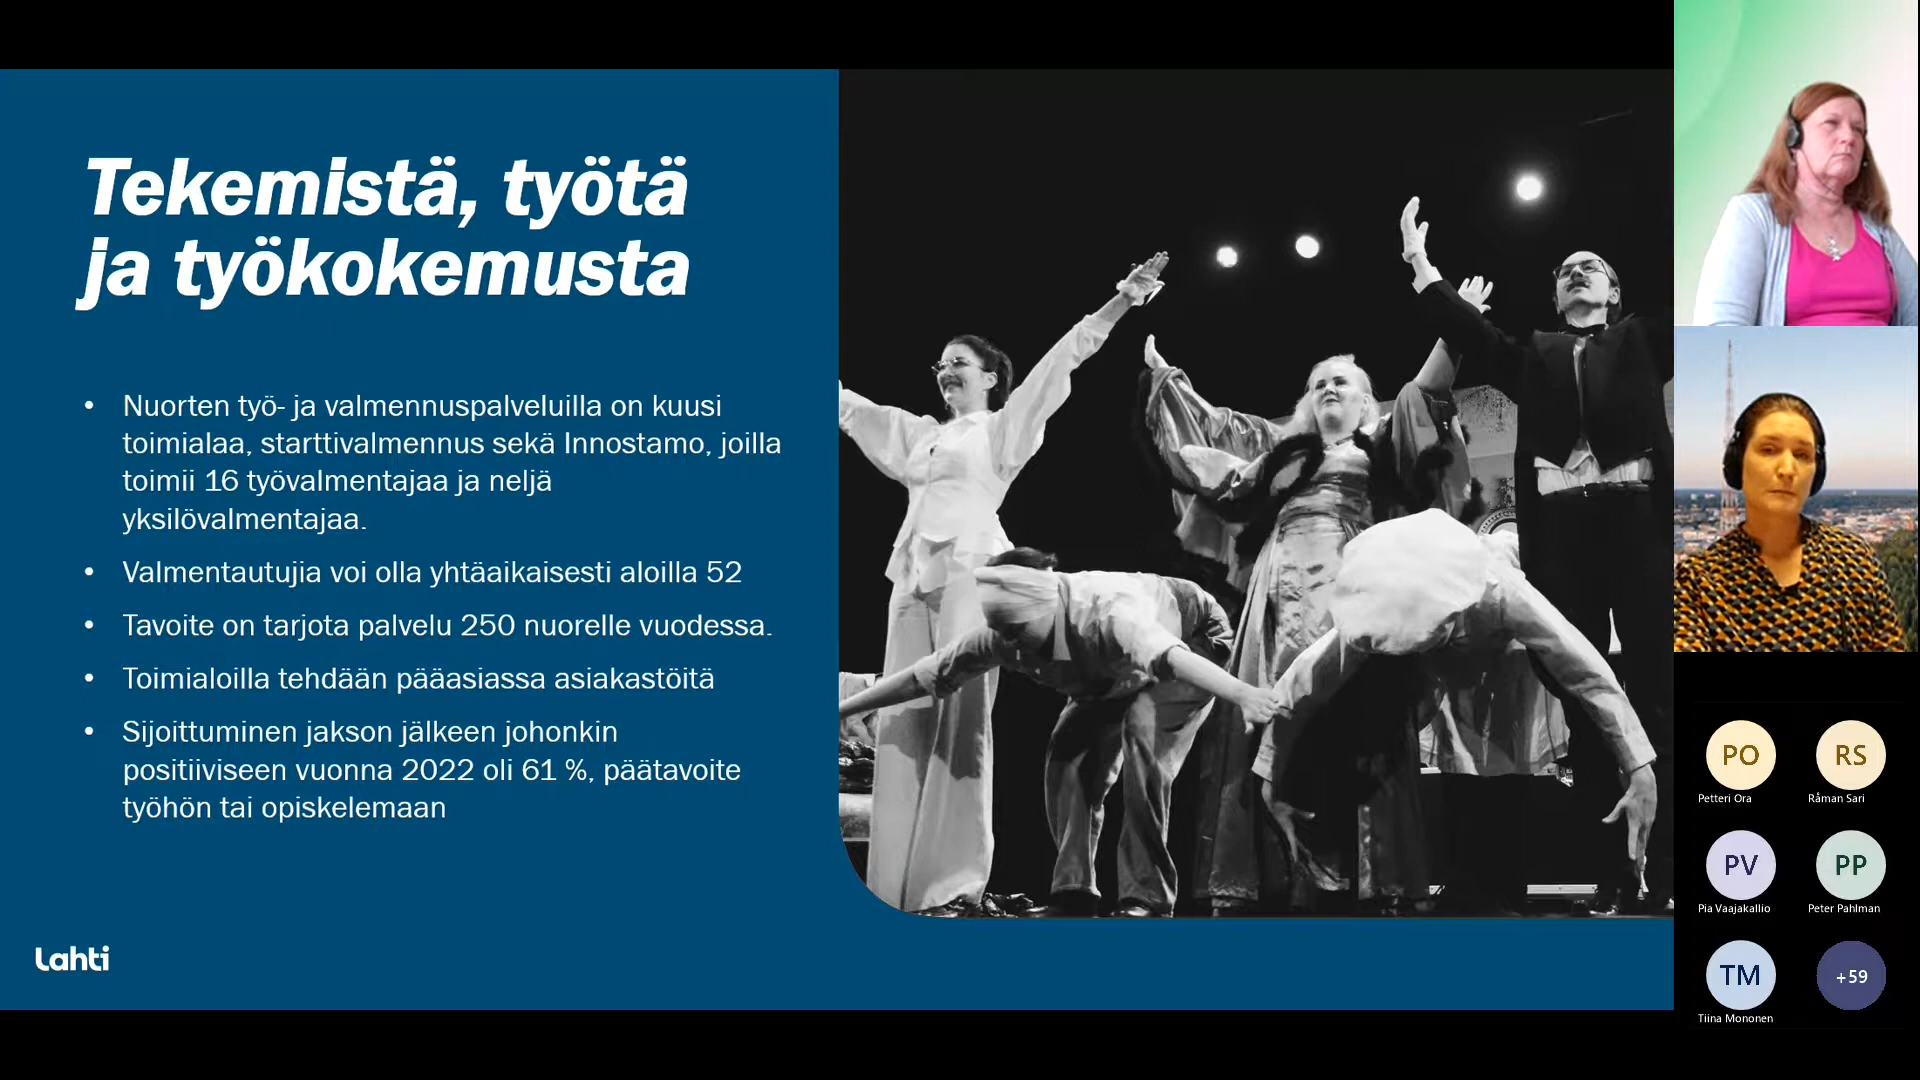 Tekemistä, työtä
ja työkokemusta
• Nuorten työ- ja valmennuspalveluilla on kuusi
toimialaa, starttivalmennus sekä Innostamo, joilla
toimii 16 työvalmentajaa ja neljä
yksilövalmentajaa.
• Valmentautujia voi olla yhtäaikaisesti aloilla 52
• Tavoite on tarjota palvelu 250 nuorelle vuodessa.
• Toimialoilla tehdään pääasiassa asiakastöitä
• Sijoittuminen jakson jälkeen johonkin
positiiviseen vuonna 2022 oli 61 %, päätavoite
työhön tai opiskelemaan
Lahti
PO
RS
Petteri Ora
Råman Sari
PV
PP
Pia Vaajakallio
Peter Pahlman
TM
+59
Tiina Mononen